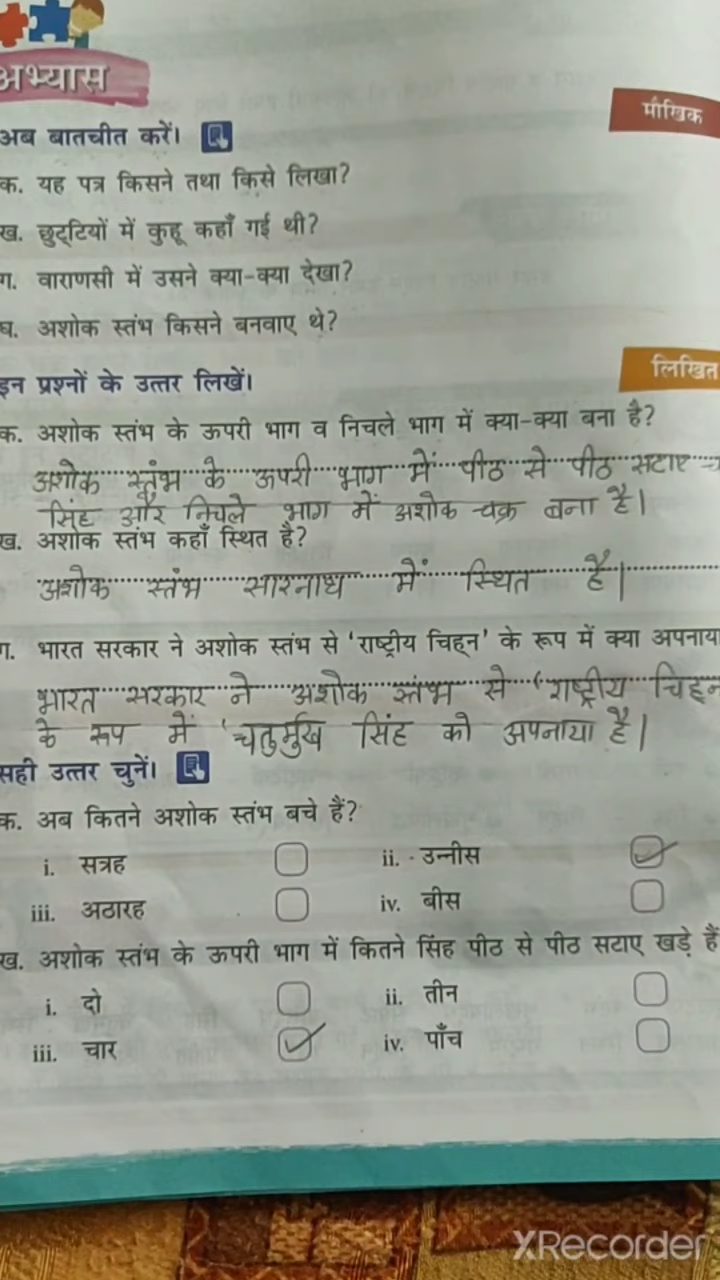 अभ्यास
मौखिक
अब बातचीत करें।
क. यह पत्र किसने तथा किसे लिखा?
ख. छुट्टियों में कुहू कहाँ गई थी?
ग. वाराणसी में उसने क्या-क्या देखा?
घ. अशोक स्तंभ किसने बनवाए थे?
लिखित
इन प्रश्नों के उत्तर लिखें।
क. अशोक स्तंभ के ऊपरी भाग व निचले भाग में क्या-क्या बना है?
अशोक स्तंभ के ऊपरी भाग में पीठ से पीठ सटाए
सिंह और निचले भाग में अशोक चक्र बना है।
ख. अशोक स्तंभ कहाँ स्थित है?
अशोक स्तंभ सारनाथ में स्थित है।
ग. भारत सरकार ने अशोक स्तंभ से 'राष्ट्रीय चिह्न' के रूप में क्या अपनाया
भारत सरकार ने अशोक स्तंभ से 'राष्ट्रीय चिह्न
के रूप में 'चतुर्मुख सिंह को अपनाया है।
सही उत्तर चुनें।
क. अब कितने अशोक स्तंभ बचे हैं?
i. सत्रह ii. उन्नीस
iii. अठारह iv. बीस
ख. अशोक स्तंभ के ऊपरी भाग में कितने सिंह पीठ से पीठ सटाए खड़े हैं
i. दो ii. तीन
iii. चार iv. पाँच
XRecorder